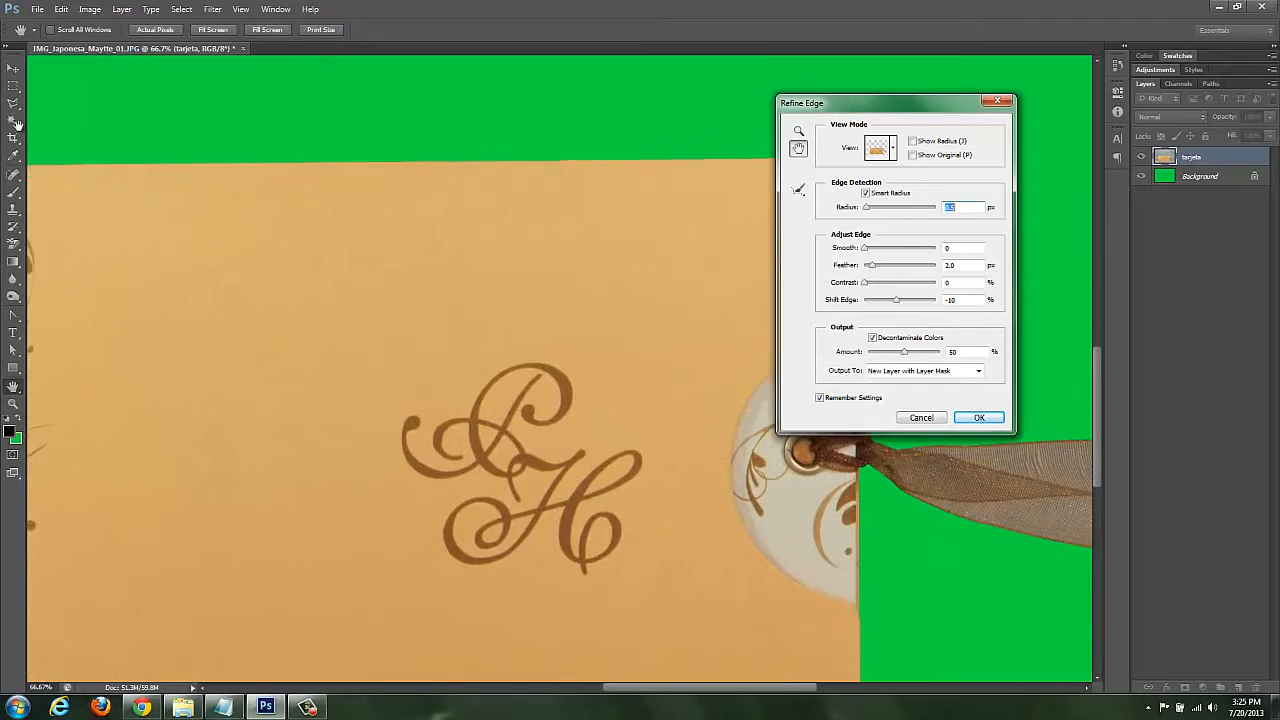 Ps File Edit Image Layer Type Select Filter View Window Help
Scroll All Windows Actual Pixels Fit Screen Fill Screen Print Size Essentials
IMG_Japonesa_Maytte_01.JPG @ 66.7% (tarjeta, RGB/8*) * ×
Color Swatches
Adjustments Styles
Layers Channels Paths
Kind
Normal Opacity:
Lock: Fill:
tarjeta
Background
Refine Edge
View Mode
View: Show Radius (J)
Show Original (P)
Edge Detection
Smart Radius
Radius: px
Adjust Edge
Smooth: 0
Feather: 2.0 px
Contrast: 0 %
Shift Edge: -10 %
Output
Decontaminate Colors
Amount: 50 %
Output To: New Layer with Layer Mask
Remember Settings
Cancel OK
66.67% Doc: 51.3M/59.8M
Ps
3:25 PM
7/20/2013